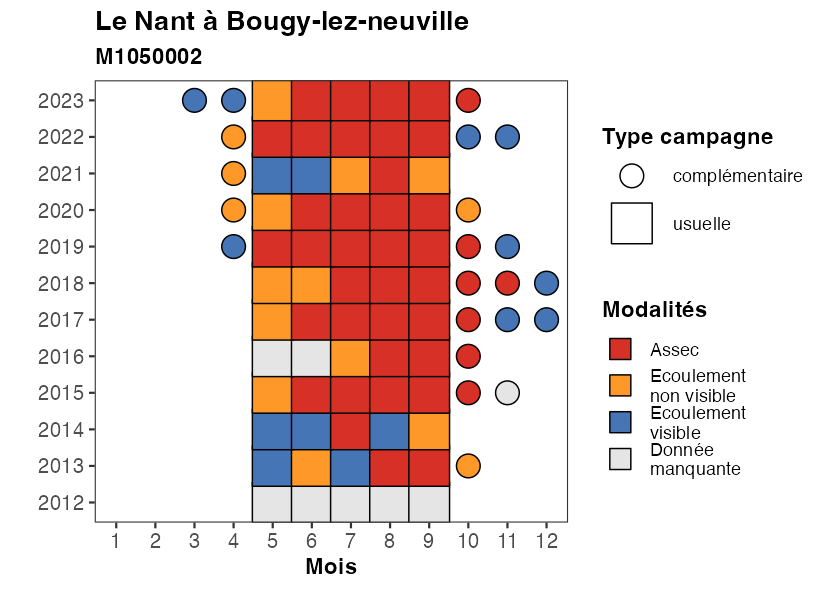 Le Nant à Bougy-lez-neuville
M1050002
2023
2022
2021
2020
2019
2018
2017
2016
2015
2014
2013
2012
1 2 3 4 5 6 7 8 9 10 11 12
Mois
Type campagne
complémentaire
usuelle
Modalités
Assec
Ecoulement
non visible
Ecoulement
visible
Donnée
manquante